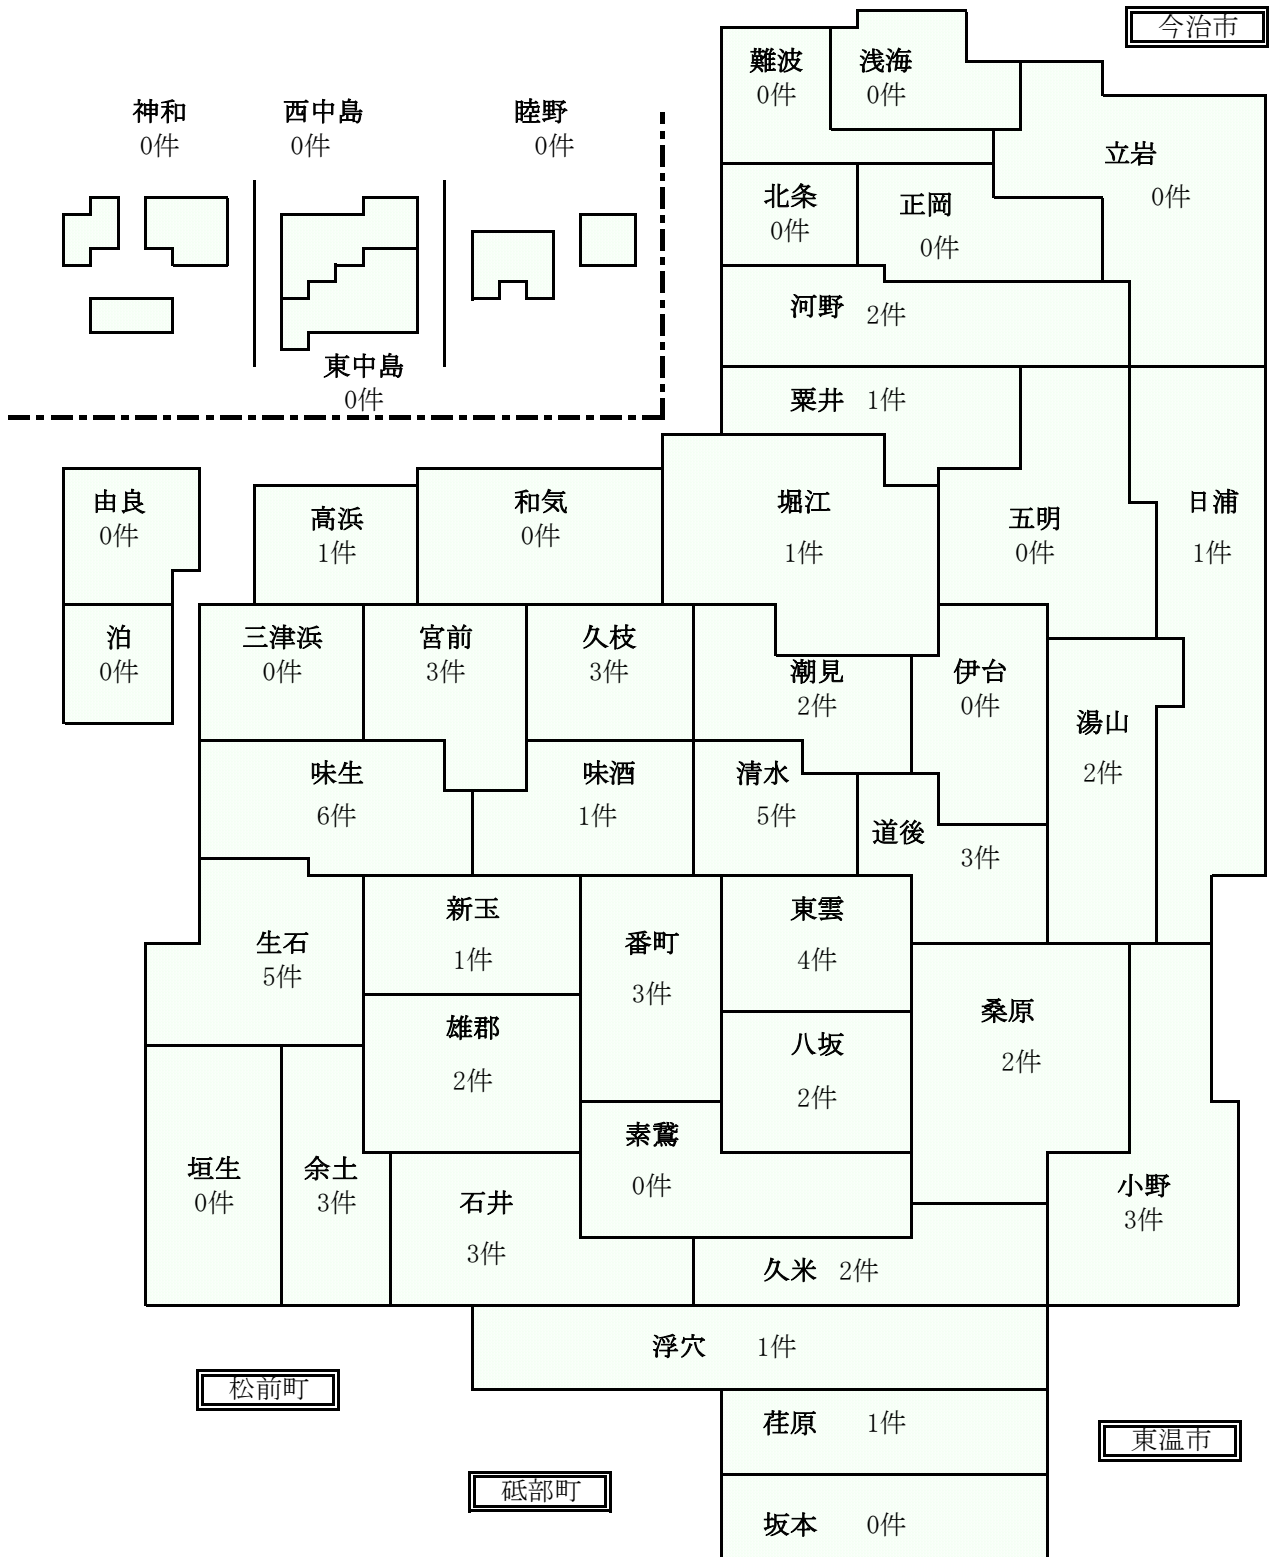 今治市
難波
0件
浅海
0件
神和
0件
西中島
0件
睦野
0件
立岩
0件
北条
0件
正岡
0件
河野 2件
東中島
0件
粟井 1件
由良
0件
高浜
1件
和気
0件
堀江
1件
五明
0件
日浦
1件
泊
0件
三津浜
0件
宮前
3件
久枝
3件
潮見
2件
伊台
0件
湯山
2件
味生
6件
味酒
1件
清水
5件
道後
3件
生石
5件
新玉
1件
番町
3件
東雲
4件
桑原
2件
雄郡
2件
八坂
2件
素鵞
0件
垣生
0件
余土
3件
石井
3件
小野
3件
久米 2件
浮穴 1件
松前町
荏原 1件
東温市
砥部町
坂本 0件